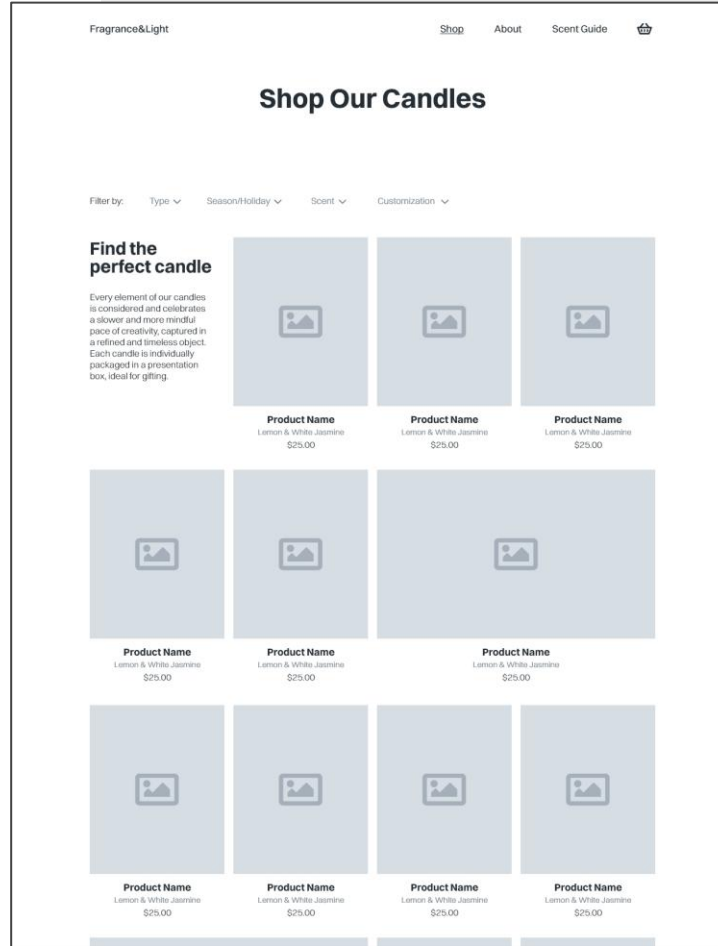 Fragrance&Light
Shop About Scent Guide
Shop Our Candles
Filter by: Type Season/Holiday Scent Customization
Find the
perfect candle
Every element of our candles
is considered and celebrates
a slower and more mindful
pace of creativity, captured in
a refined and timeless object.
Each candle is individually
packaged in a presentation
box, ideal for gifting.
Product Name Product Name Product Name
Lemon & White Jasmine Lemon & White Jasmine Lemon & White Jasmine
$25.00 $25.00 $25.00
Product Name Product Name Product Name
Lemon & White Jasmine Lemon & White Jasmine Lemon & White Jasmine
$25.00 $25.00 $25.00
Product Name Product Name Product Name Product Name
Lemon & White Jasmine Lemon & White Jasmine Lemon & White Jasmine Lemon & White Jasmine
$25.00 $25.00 $25.00 $25.00